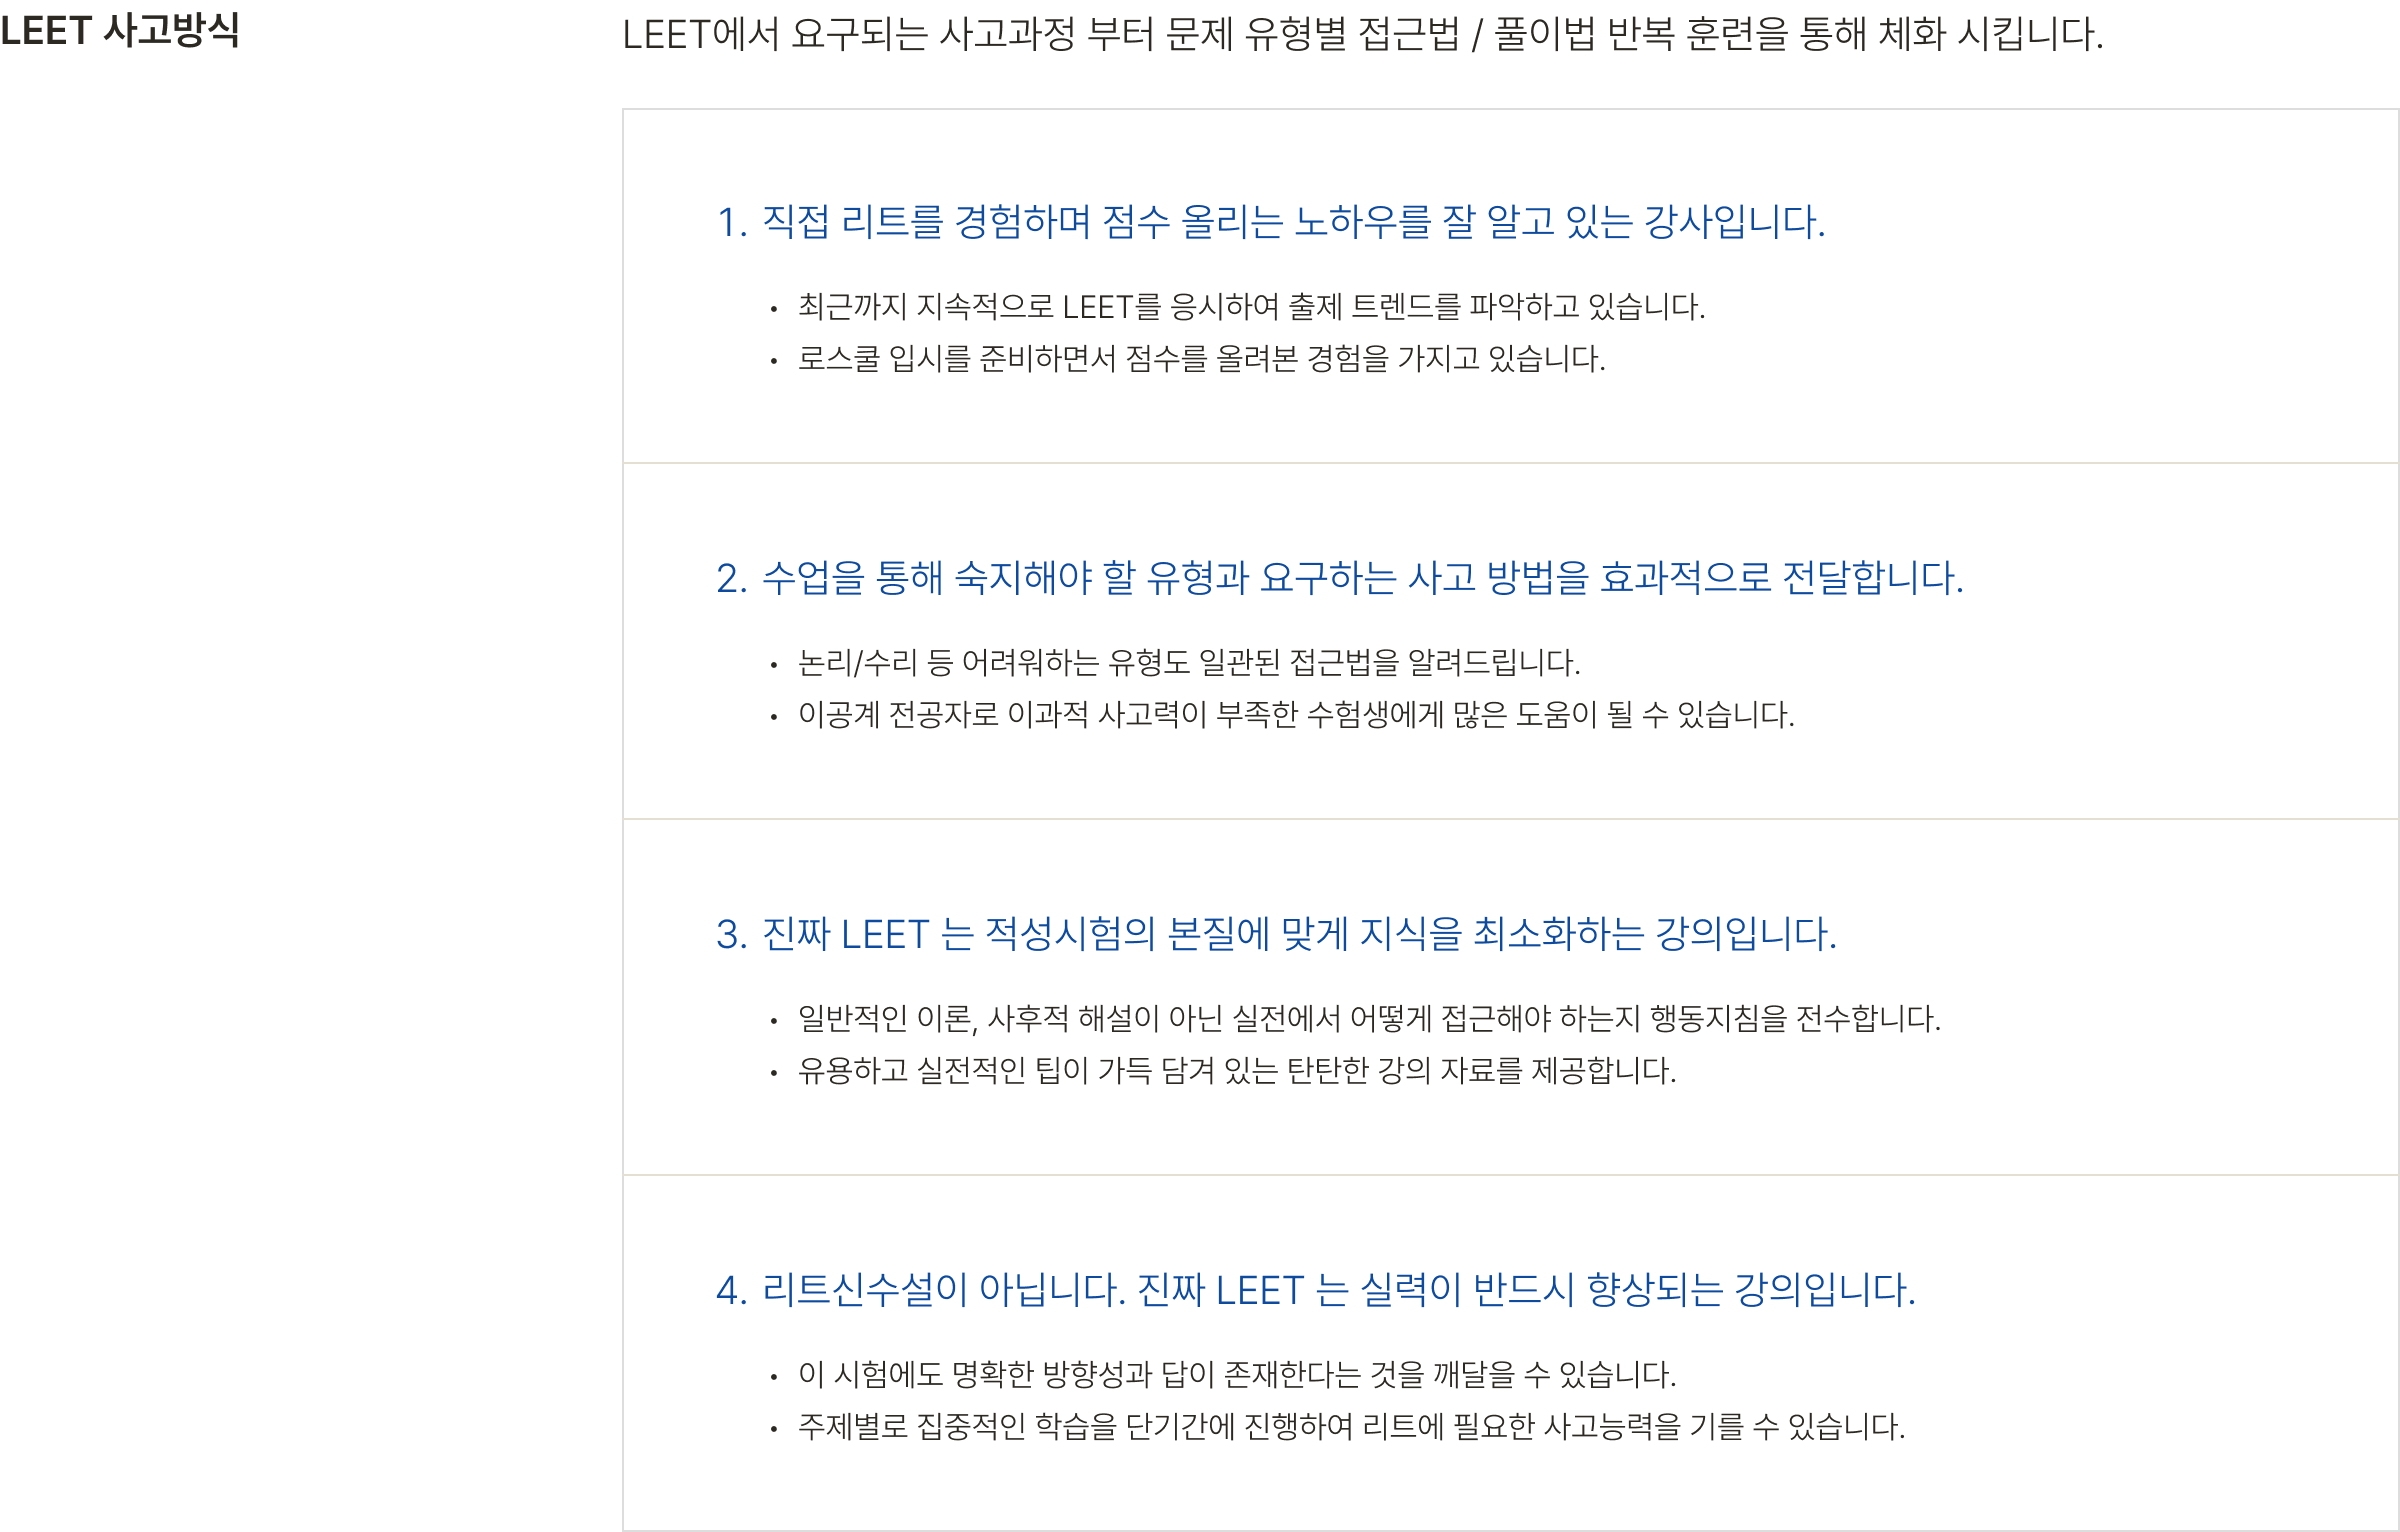 LEET 사고방식
LEET에서 요구되는 사고과정 부터 문제 유형별 접근법 / 풀이법 반복 훈련을 통해 체화 시킵니다.
1. 직접 리트를 경험하며 점수 올리는 노하우를 잘 알고 있는 강사입니다.
• 최근까지 지속적으로 LEET를 응시하여 출제 트렌드를 파악하고 있습니다.
• 로스쿨 입시를 준비하면서 점수를 올려본 경험을 가지고 있습니다.
2. 수업을 통해 숙지해야 할 유형과 요구하는 사고 방법을 효과적으로 전달합니다.
• 논리/수리 등 어려워하는 유형도 일관된 접근법을 알려드립니다.
• 이공계 전공자로 이과적 사고력이 부족한 수험생에게 많은 도움이 될 수 있습니다.
3. 진짜 LEET 는 적성시험의 본질에 맞게 지식을 최소화하는 강의입니다.
• 일반적인 이론, 사후적 해설이 아닌 실전에서 어떻게 접근해야 하는지 행동지침을 전수합니다.
• 유용하고 실전적인 팁이 가득 담겨 있는 탄탄한 강의 자료를 제공합니다.
4. 리트신수설이 아닙니다. 진짜 LEET 는 실력이 반드시 향상되는 강의입니다.
• 이 시험에도 명확한 방향성과 답이 존재한다는 것을 깨달을 수 있습니다.
• 주제별로 집중적인 학습을 단기간에 진행하여 리트에 필요한 사고능력을 기를 수 있습니다.